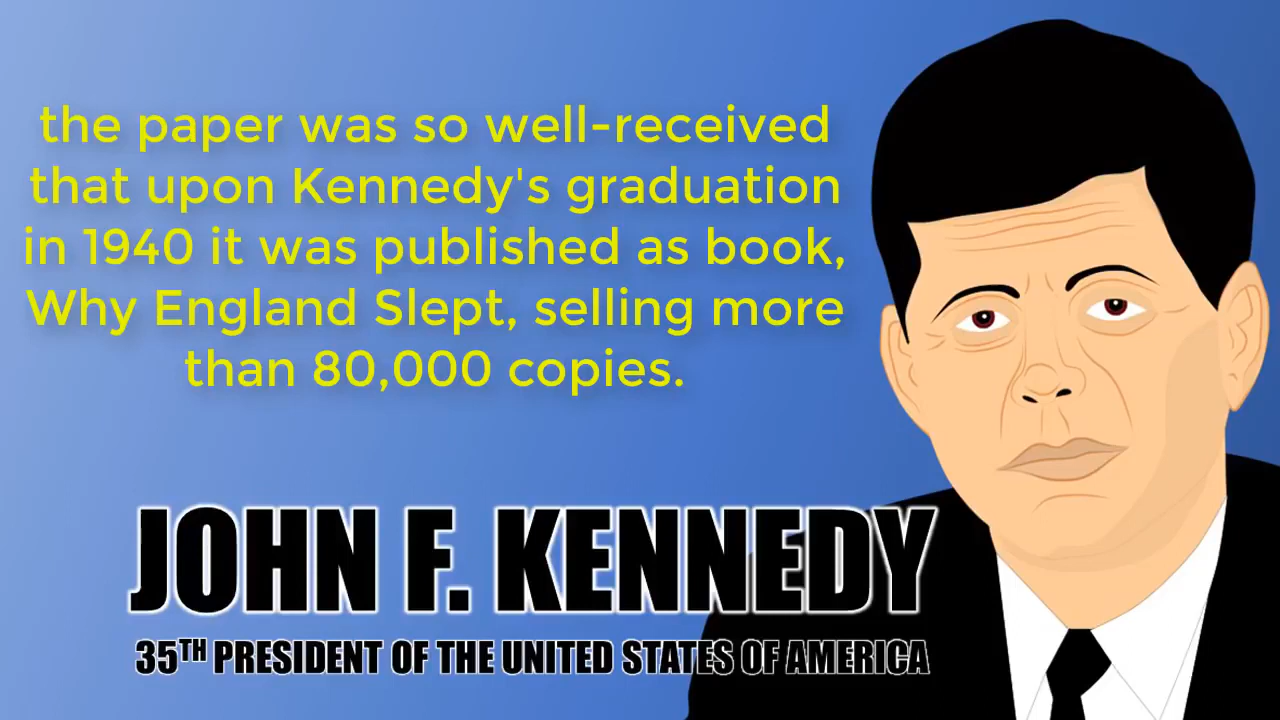 the paper was so well-received
that upon Kennedy's graduation
in 1940 it was published as book,
Why England Slept, selling more
than 80,000 copies.
JOHN F. KENNEDY
35TH PRESIDENT OF THE UNITED STATES OF AMERICA